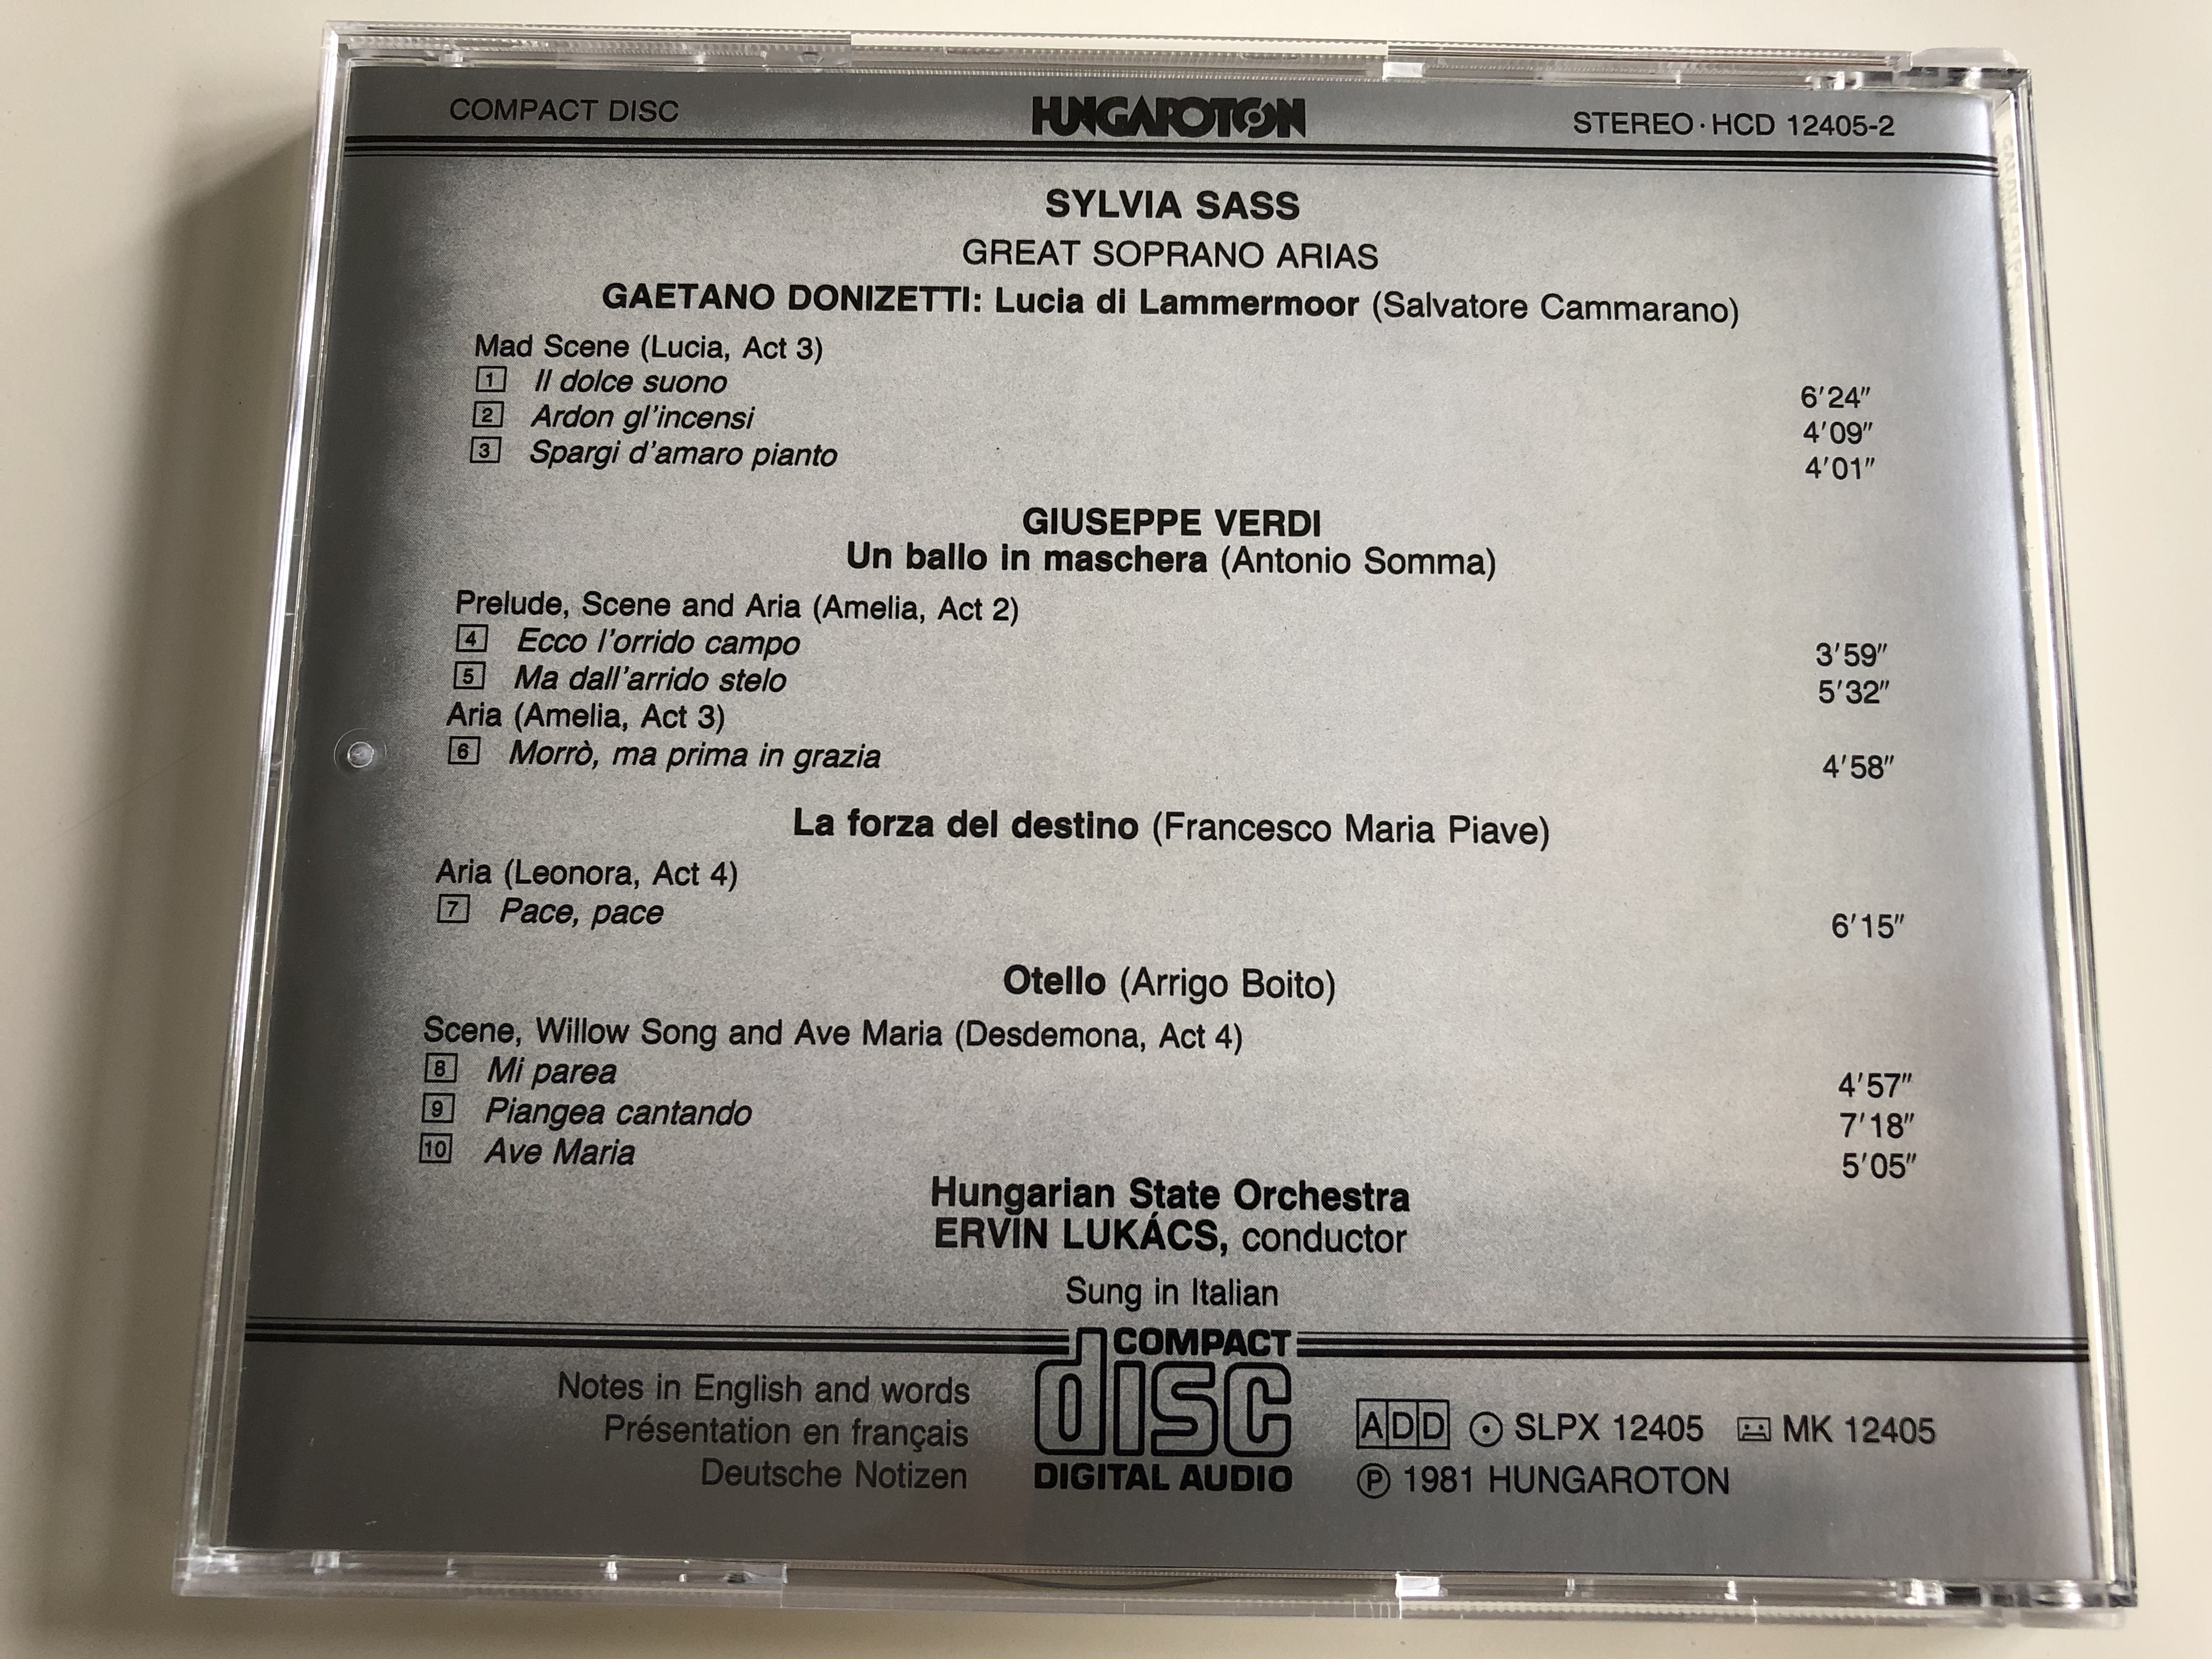 COMPACT DISC HUNGAROTON STEREO · HCD 12405-2
SYLVIA SASS
GREAT SOPRANO ARIAS
GAETANO DONIZETTI: Lucia di Lammermoor (Salvatore Cammarano)
Mad Scene (Lucia, Act 3)
1 Il dolce suono 6'24"
2 Ardon gl'incensi 4'09"
3 Spargi d'amaro pianto 4'01"
GIUSEPPE VERDI
Un ballo in maschera (Antonio Somma)
Prelude, Scene and Aria (Amelia, Act 2)
4 Ecco l'orrido campo 3'59"
5 Ma dall'arrido stelo 5'32"
Aria (Amelia, Act 3)
6 Morrò, ma prima in grazia 4'58"
La forza del destino (Francesco Maria Piave)
Aria (Leonora, Act 4)
7 Pace, pace 6'15"
Otello (Arrigo Boito)
Scene, Willow Song and Ave Maria (Desdemona, Act 4)
8 Mi parea 4'57"
9 Piangea cantando 7'18"
10 Ave Maria 5'05"
Hungarian State Orchestra
ERVIN LUKÁCS, conductor
Sung in Italian
Notes in English and words
Présentation en français
Deutsche Notizen
COMPACT
disc
DIGITAL AUDIO
ADD SLPX 12405 MK 12405
℗ 1981 HUNGAROTON